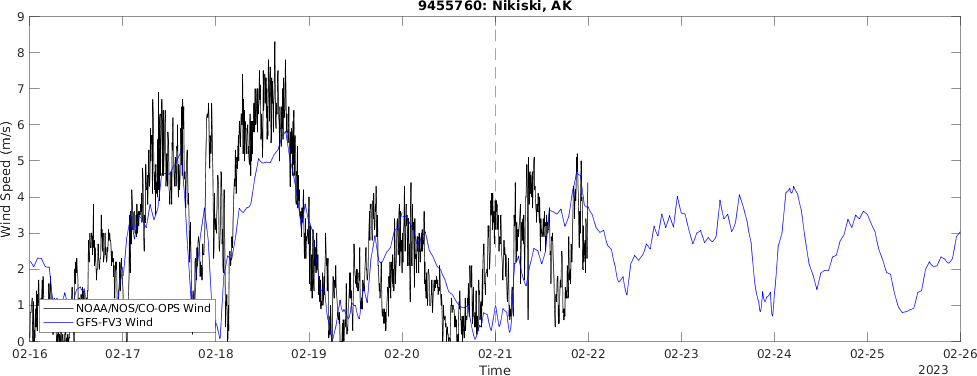 9455760: Nikiski, AK
9
8
7
6
5
4
3
2
1
0
Wind Speed (m/s)
NOAA/NOS/CO-OPS Wind
GFS-FV3 Wind
02-16 02-17 02-18 02-19 02-20 02-21 02-22 02-23 02-24 02-25 02-26
Time
2023